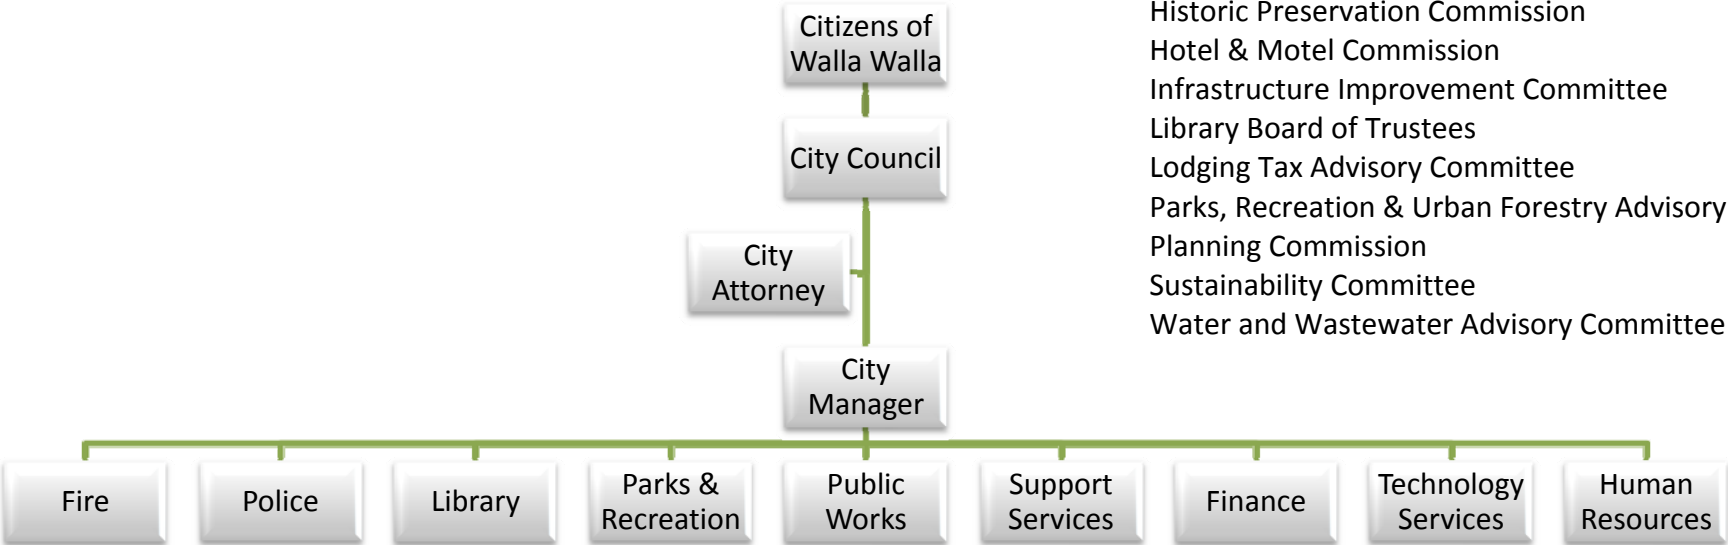 Citizens of
Walla Walla
City Council
City
Attorney
City
Manager
Fire
Police
Library
Parks &
Recreation
Public
Works
Support
Services
Finance
Technology
Services
Human
Resources
Historic Preservation Commission
Hotel & Motel Commission
Infrastructure Improvement Committee
Library Board of Trustees
Lodging Tax Advisory Committee
Parks, Recreation & Urban Forestry Advisory
Planning Commission
Sustainability Committee
Water and Wastewater Advisory Committee